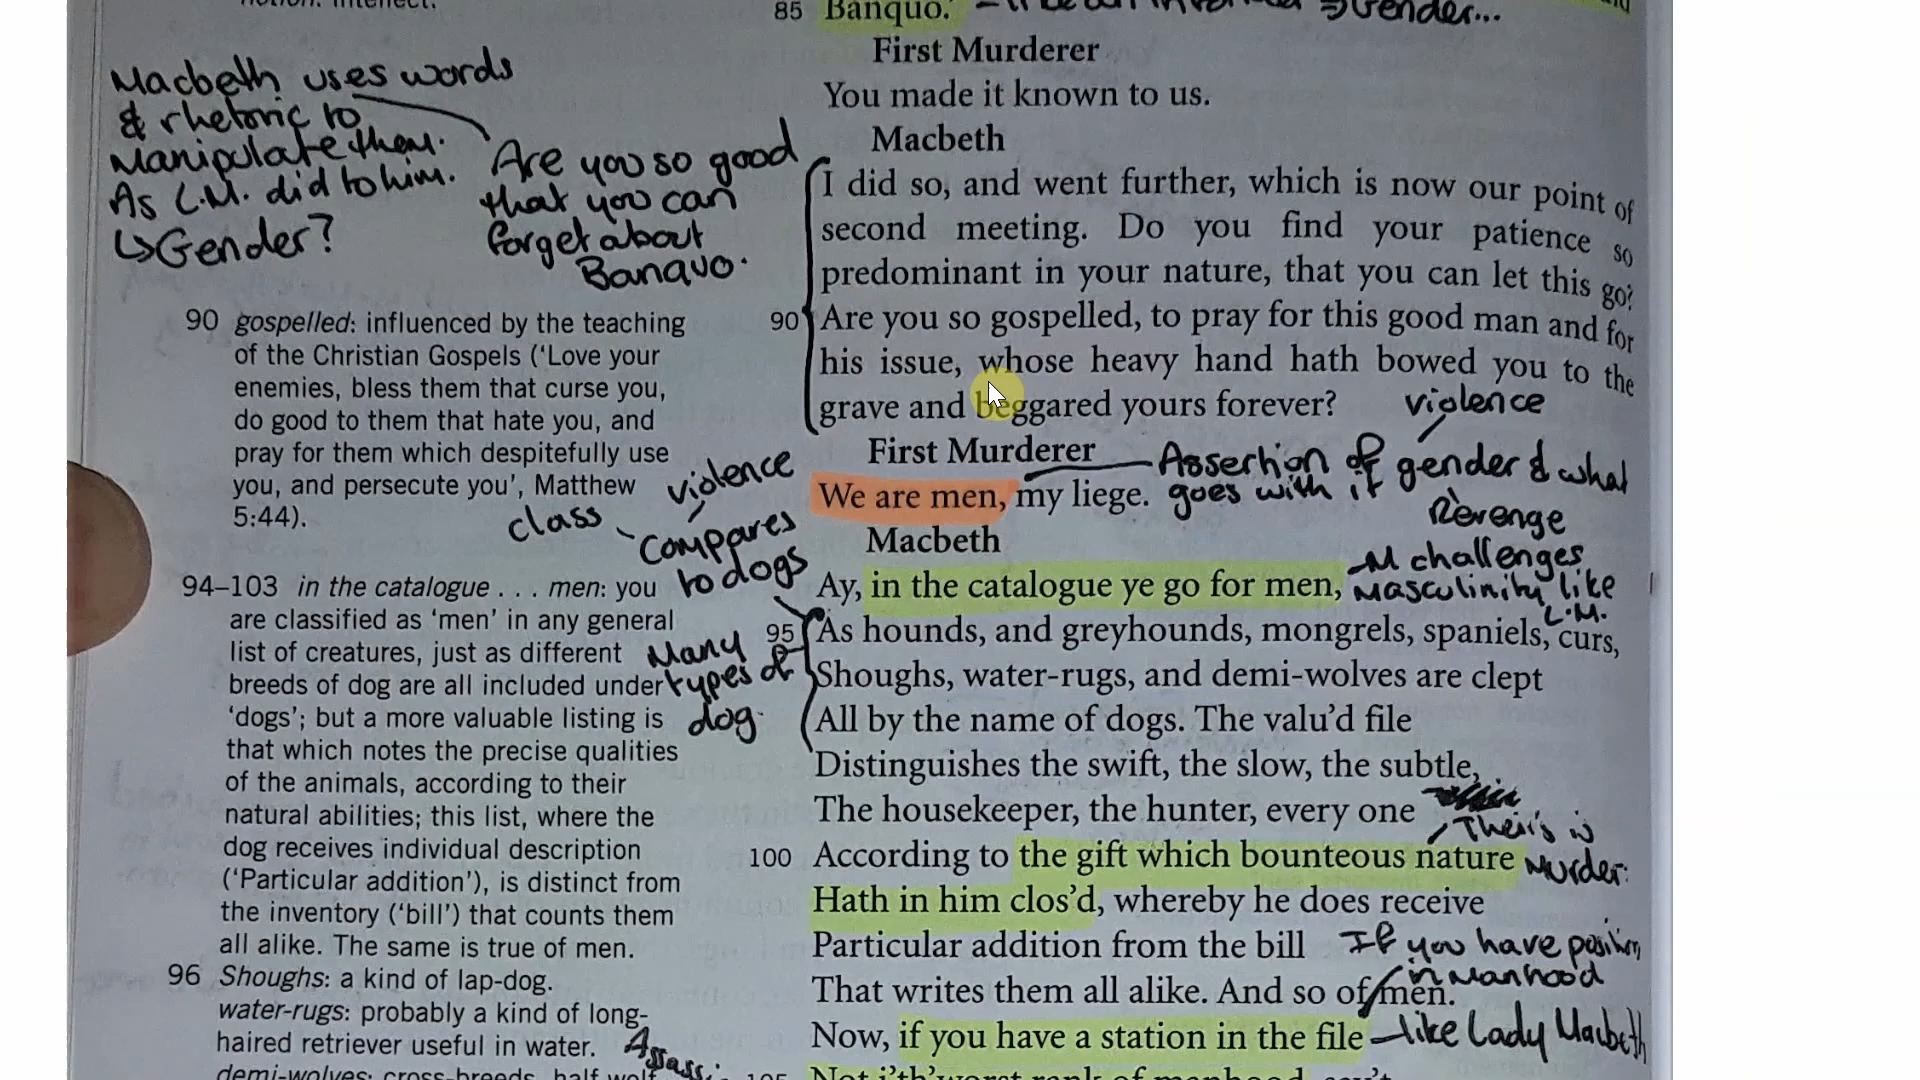 85 Banquo.
First Murderer
You made it known to us.
Macbeth
I did so, and went further, which is now our point of
second meeting. Do you find your patience so
predominant in your nature, that you can let this go?
90 Are you so gospelled, to pray for this good man and for
his issue, whose heavy hand hath bowed you to the
grave and beggared yours forever?
violence
First Murderer
Assertion of gender & what
We are men, my liege.
goes with it
Revenge
Macbeth
M challenges
Ay, in the catalogue ye go for men,
Masculinity like
L.M.
95 As hounds, and greyhounds, mongrels, spaniels, curs,
Shoughs, water-rugs, and demi-wolves are clept
All by the name of dogs. The valu'd file
Distinguishes the swift, the slow, the subtle,
The housekeeper, the hunter, every one
Their's is
100 According to the gift which bounteous nature
Murder.
Hath in him clos'd, whereby he does receive
Particular addition from the bill
If you have position
in Manhood
That writes them all alike. And so of men.
Now, if you have a station in the file
like Lady Macbeth
Macbeth uses words
& rhetoric to
Manipulate them.
As L.M. did to him.
↳Gender?
Are you so good
that you can
forget about
Banquo.
90 gospelled: influenced by the teaching
of the Christian Gospels ('Love your
enemies, bless them that curse you,
do good to them that hate you, and
pray for them which despitefully use
you, and persecute you', Matthew
5:44).
violence
class
Compares
to dogs
94–103 in the catalogue . . . men: you
are classified as 'men' in any general
list of creatures, just as different
breeds of dog are all included under
'dogs'; but a more valuable listing is
that which notes the precise qualities
of the animals, according to their
natural abilities; this list, where the
dog receives individual description
('Particular addition'), is distinct from
the inventory ('bill') that counts them
all alike. The same is true of men.
Many
types of
dog.
96 Shoughs: a kind of lap-dog.
water-rugs: probably a kind of long-
haired retriever useful in water.
demi-wolves: cross-breeds, half wolf